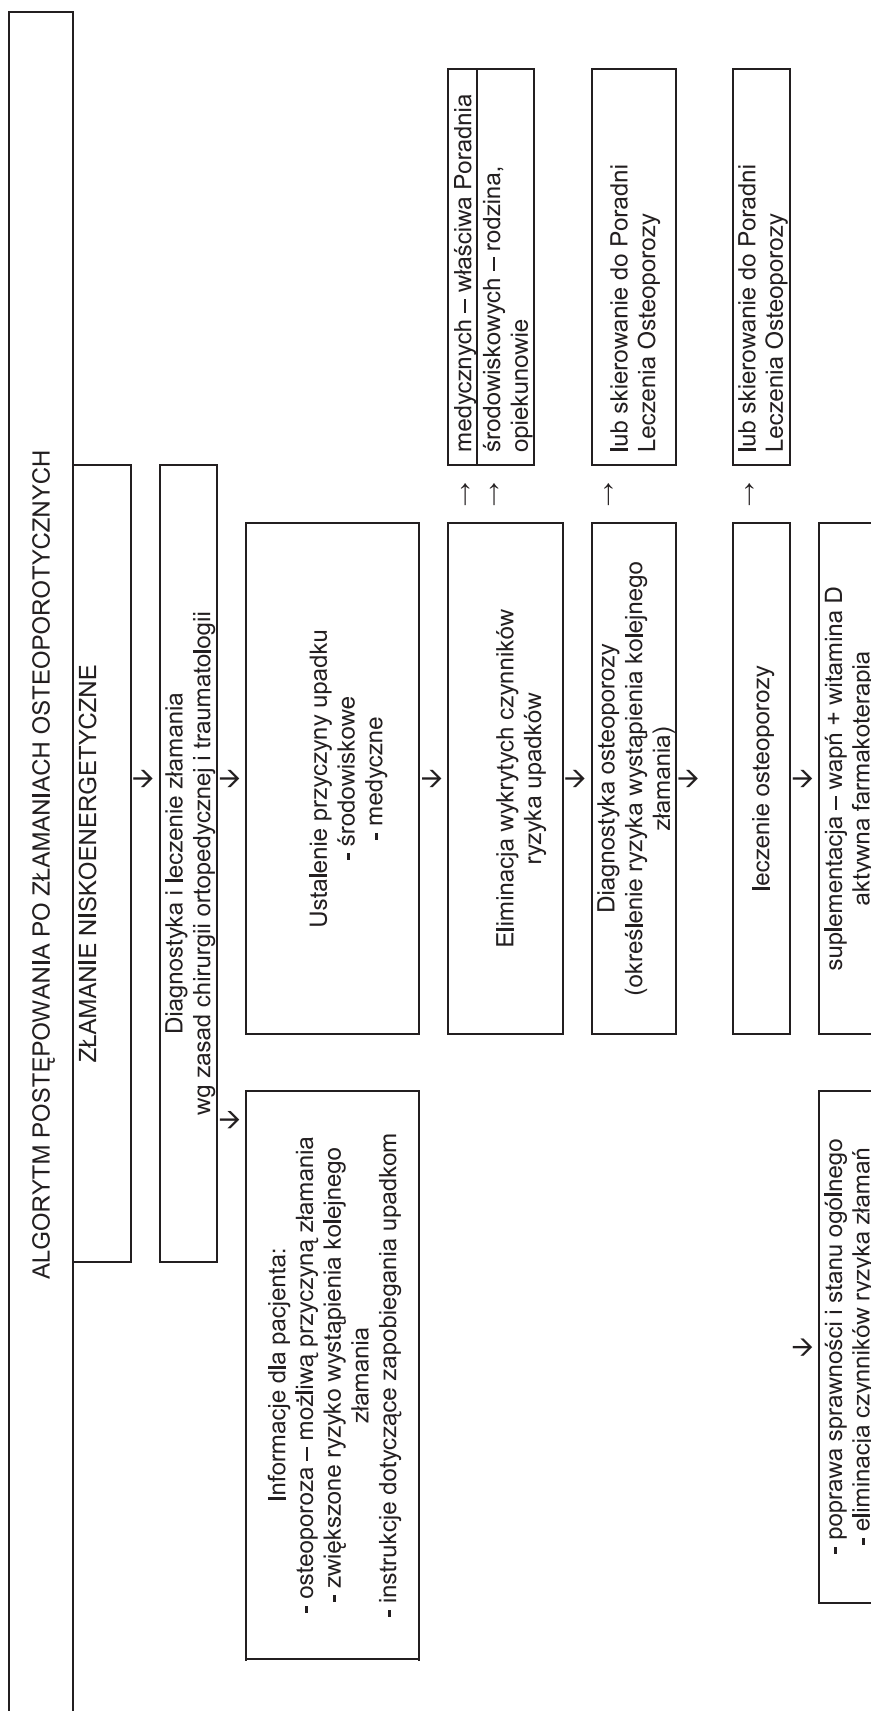 ALGORYTM POSTĘPOWANIA PO ZŁAMANIACH OSTEOPOROTYCZNYCH
ZŁAMANIE NISKOENERGETYCZNE
→
Diagnostyka i leczenie złamania
wg zasad chirurgii ortopedycznej i traumatologii
→
→
Informacje dla pacjenta:
- osteoporoza – możliwą przyczyną złamania
- zwiększone ryzyko wystąpienia kolejnego
złamania
- instrukcje dotyczące zapobiegania upadkom
Ustalenie przyczyny upadku
- środowiskowe
- medyczne
→
Eliminacja wykrytych czynników
ryzyka upadków
→ medycznych – właściwa Poradnia
→ środowiskowych – rodzina,
opiekunowie
→
Diagnostyka osteoporozy
(określenie ryzyka wystąpienia kolejnego
złamania)
→ lub skierowanie do Poradni
Leczenia Osteoporozy
→
leczenie osteoporozy
→ lub skierowanie do Poradni
Leczenia Osteoporozy
→
→
- poprawa sprawności i stanu ogólnego
- eliminacja czynników ryzyka złamań
suplementacja – wapń + witamina D
aktywna farmakoterapia